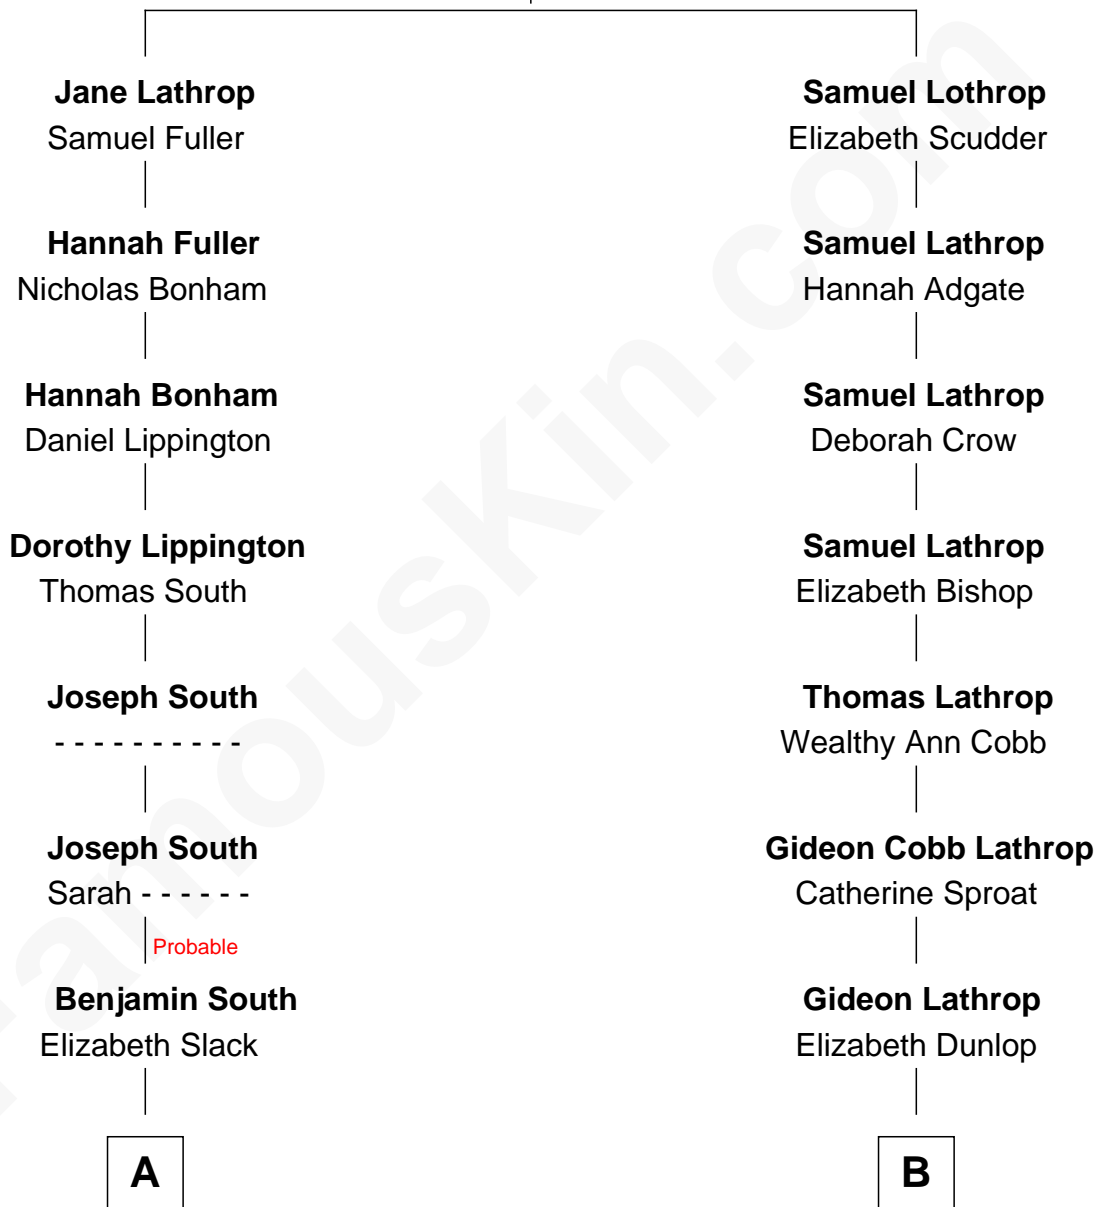 Jane Lathrop
Samuel Fuller
Hannah Fuller
Nicholas Bonham
Hannah Bonham
Daniel Lippington
Dorothy Lippington
Thomas South
Joseph South
- - - - - - - - - -
Joseph South
Sarah - - - - - -
Probable
Benjamin South
Elizabeth Slack
A
Samuel Lothrop
Elizabeth Scudder
Samuel Lathrop
Hannah Adgate
Samuel Lathrop
Deborah Crow
Samuel Lathrop
Elizabeth Bishop
Thomas Lathrop
Wealthy Ann Cobb
Gideon Cobb Lathrop
Catherine Sproat
Gideon Lathrop
Elizabeth Dunlop
B
FamousKin.com